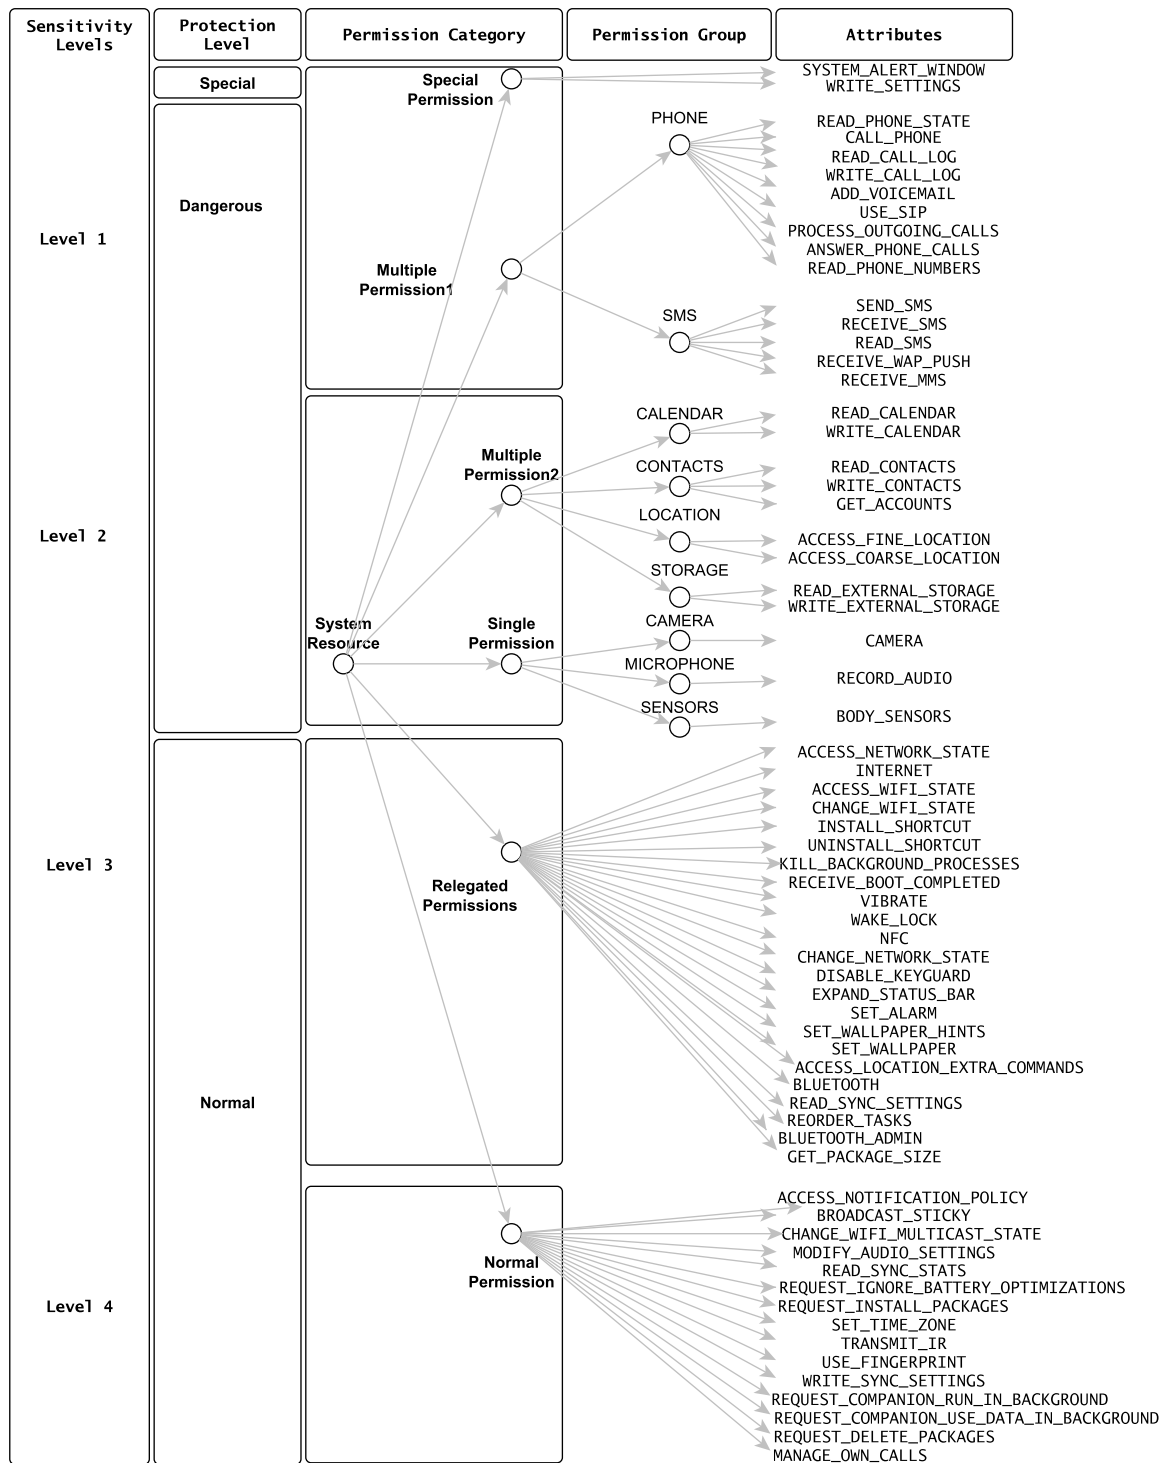 Sensitivity
Levels
Protection
Level
Permission Category
Permission Group
Attributes
Special
Special
Permission
SYSTEM_ALERT_WINDOW
WRITE_SETTINGS
Dangerous
Level 1
Multiple
Permission1
PHONE
READ_PHONE_STATE
CALL_PHONE
READ_CALL_LOG
WRITE_CALL_LOG
ADD_VOICEMAIL
USE_SIP
PROCESS_OUTGOING_CALLS
ANSWER_PHONE_CALLS
READ_PHONE_NUMBERS
SMS
SEND_SMS
RECEIVE_SMS
READ_SMS
RECEIVE_WAP_PUSH
RECEIVE_MMS
Level 2
Multiple
Permission2
CALENDAR
READ_CALENDAR
WRITE_CALENDAR
CONTACTS
READ_CONTACTS
WRITE_CONTACTS
GET_ACCOUNTS
LOCATION
ACCESS_FINE_LOCATION
ACCESS_COARSE_LOCATION
STORAGE
READ_EXTERNAL_STORAGE
WRITE_EXTERNAL_STORAGE
System
Resource
Single
Permission
CAMERA
CAMERA
MICROPHONE
RECORD_AUDIO
SENSORS
BODY_SENSORS
Level 3
Relegated
Permissions
ACCESS_NETWORK_STATE
INTERNET
ACCESS_WIFI_STATE
CHANGE_WIFI_STATE
INSTALL_SHORTCUT
UNINSTALL_SHORTCUT
KILL_BACKGROUND_PROCESSES
RECEIVE_BOOT_COMPLETED
VIBRATE
WAKE_LOCK
NFC
CHANGE_NETWORK_STATE
DISABLE_KEYGUARD
EXPAND_STATUS_BAR
SET_ALARM
SET_WALLPAPER_HINTS
SET_WALLPAPER
ACCESS_LOCATION_EXTRA_COMMANDS
BLUETOOTH
READ_SYNC_SETTINGS
REORDER_TASKS
BLUETOOTH_ADMIN
GET_PACKAGE_SIZE
Normal
Level 4
Normal
Permission
ACCESS_NOTIFICATION_POLICY
BROADCAST_STICKY
CHANGE_WIFI_MULTICAST_STATE
MODIFY_AUDIO_SETTINGS
READ_SYNC_STATS
REQUEST_IGNORE_BATTERY_OPTIMIZATIONS
REQUEST_INSTALL_PACKAGES
SET_TIME_ZONE
TRANSMIT_IR
USE_FINGERPRINT
WRITE_SYNC_SETTINGS
REQUEST_COMPANION_RUN_IN_BACKGROUND
REQUEST_COMPANION_USE_DATA_IN_BACKGROUND
REQUEST_DELETE_PACKAGES
MANAGE_OWN_CALLS